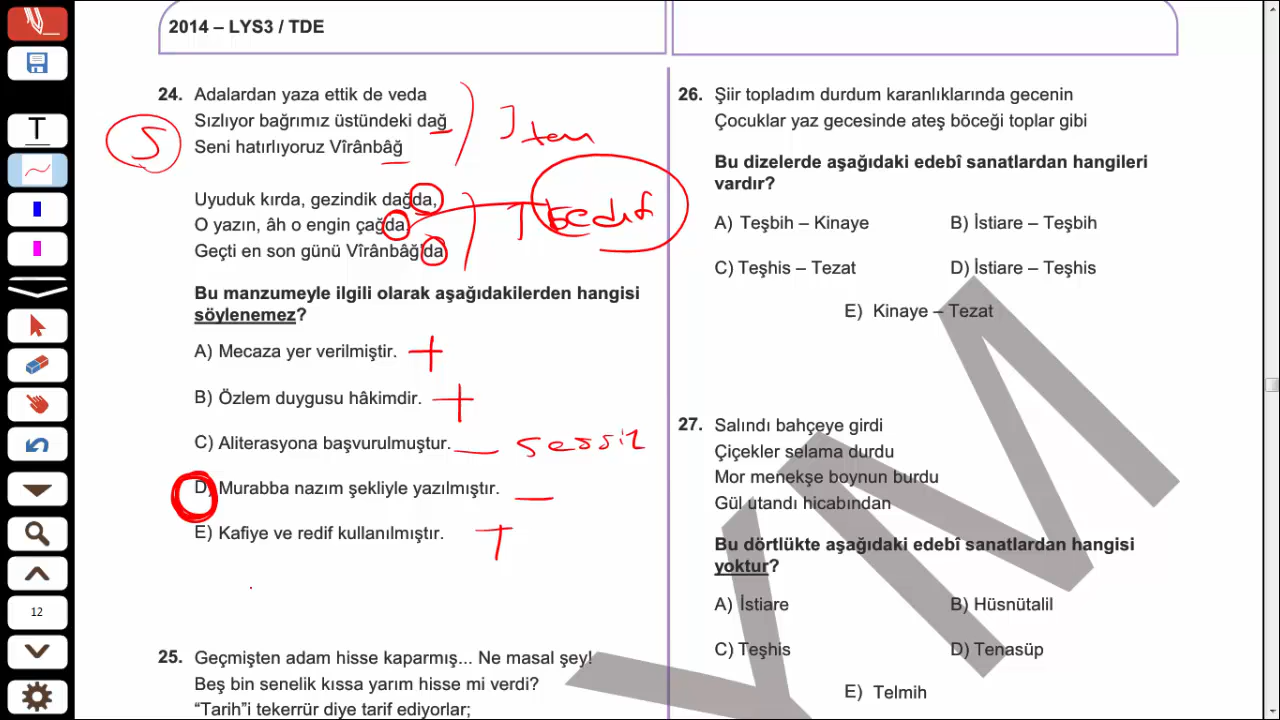 2014 – LYS3 / TDE
24. Adalardan yaza ettik de veda
Sızlıyor bağrımız üstündeki dağ
Seni hatırlıyoruz Vîrânbâğ
Uyuduk kırda, gezindik dağda,
O yazın, âh o engin çağda,
Geçti en son günü Vîrânbâğ'da
Bu manzumeyle ilgili olarak aşağıdakilerden hangisi
söylenemez?
A) Mecaza yer verilmiştir. +
B) Özlem duygusu hâkimdir. +
C) Aliterasyona başvurulmuştur. — sessiz
D) Murabba nazım şekliyle yazılmıştır. —
E) Kafiye ve redif kullanılmıştır.
25. Geçmişten adam hisse kaparmış... Ne masal şey!
Beş bin senelik kıssa yarım hisse mi verdi?
“Tarih”i tekerrür diye tarif ediyorlar;
26. Şiir topladım durdum karanlıklarında gecenin
Çocuklar yaz gecesinde ateş böceği toplar gibi
Bu dizelerde aşağıdaki edebî sanatlardan hangileri
vardır?
A) Teşbih – Kinaye B) İstiare – Teşbih
C) Teşhis – Tezat D) İstiare – Teşhis
E) Kinaye – Tezat
27. Salındı bahçeye girdi
Çiçekler selama durdu
Mor menekşe boynun burdu
Gül utandı hicabından
Bu dörtlükte aşağıdaki edebî sanatlardan hangisi
yoktur?
A) İstiare B) Hüsnütalil
C) Teşhis D) Tenasüp
E) Telmih
T
12
YM